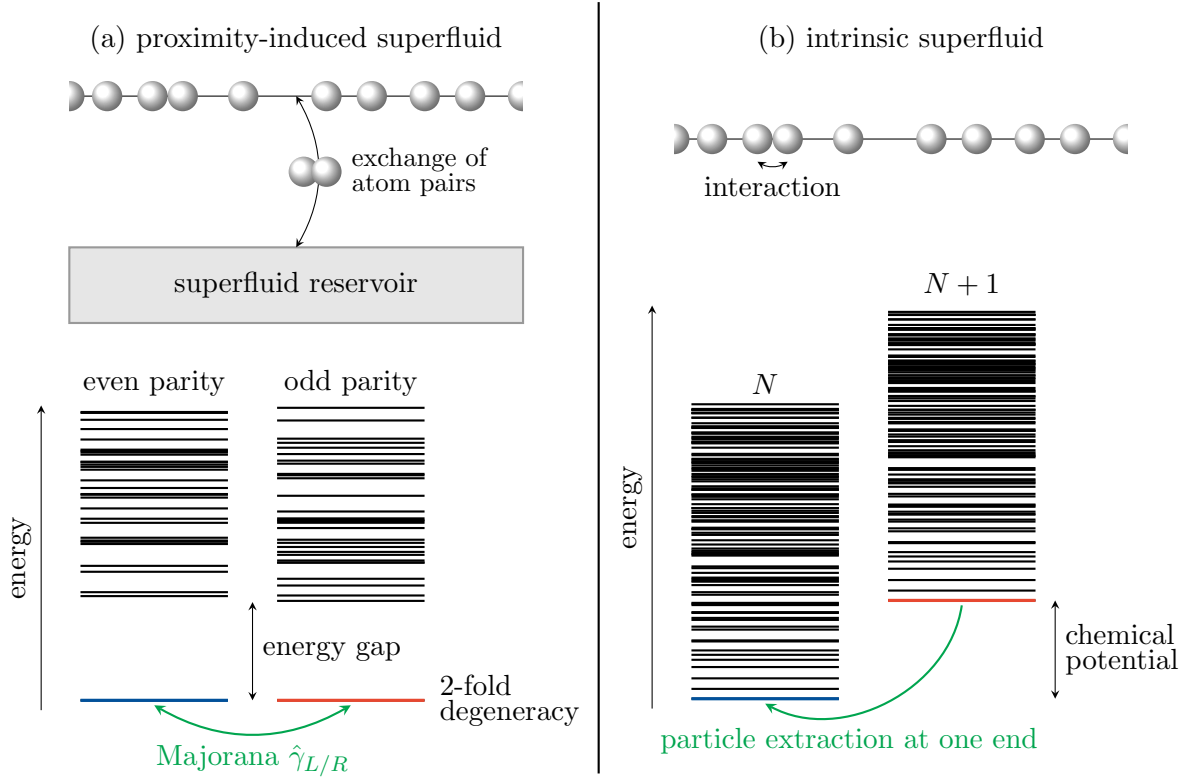 (a) proximity-induced superfluid
exchange of
atom pairs
superfluid reservoir
even parity
odd parity
energy
energy gap
2-fold
degeneracy
Majorana γ̂_{L/R}
(b) intrinsic superfluid
interaction
N + 1
N
energy
chemical
potential
particle extraction at one end